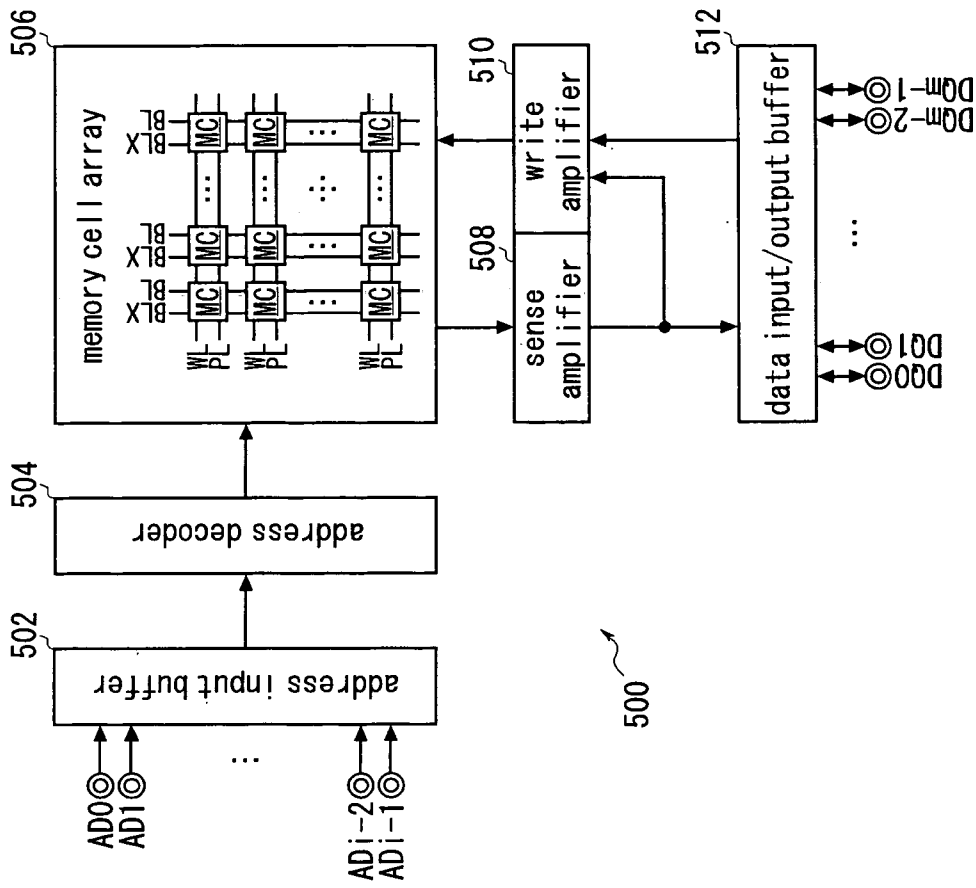 506
memory cell array
BLX BL BLX BL ... BLX BL
WL MC MC ... MC
PL
WL MC MC ... MC
PL
... ... ... ...
WL MC MC ... MC
PL
504
address decoder
502
address input buffer
AD0
AD1
...
ADi-2
ADi-1
508
sense amplifier
510
write amplifier
512
data input/output buffer
DQ0 DQ1 ... DQm-2 DQm-1
500